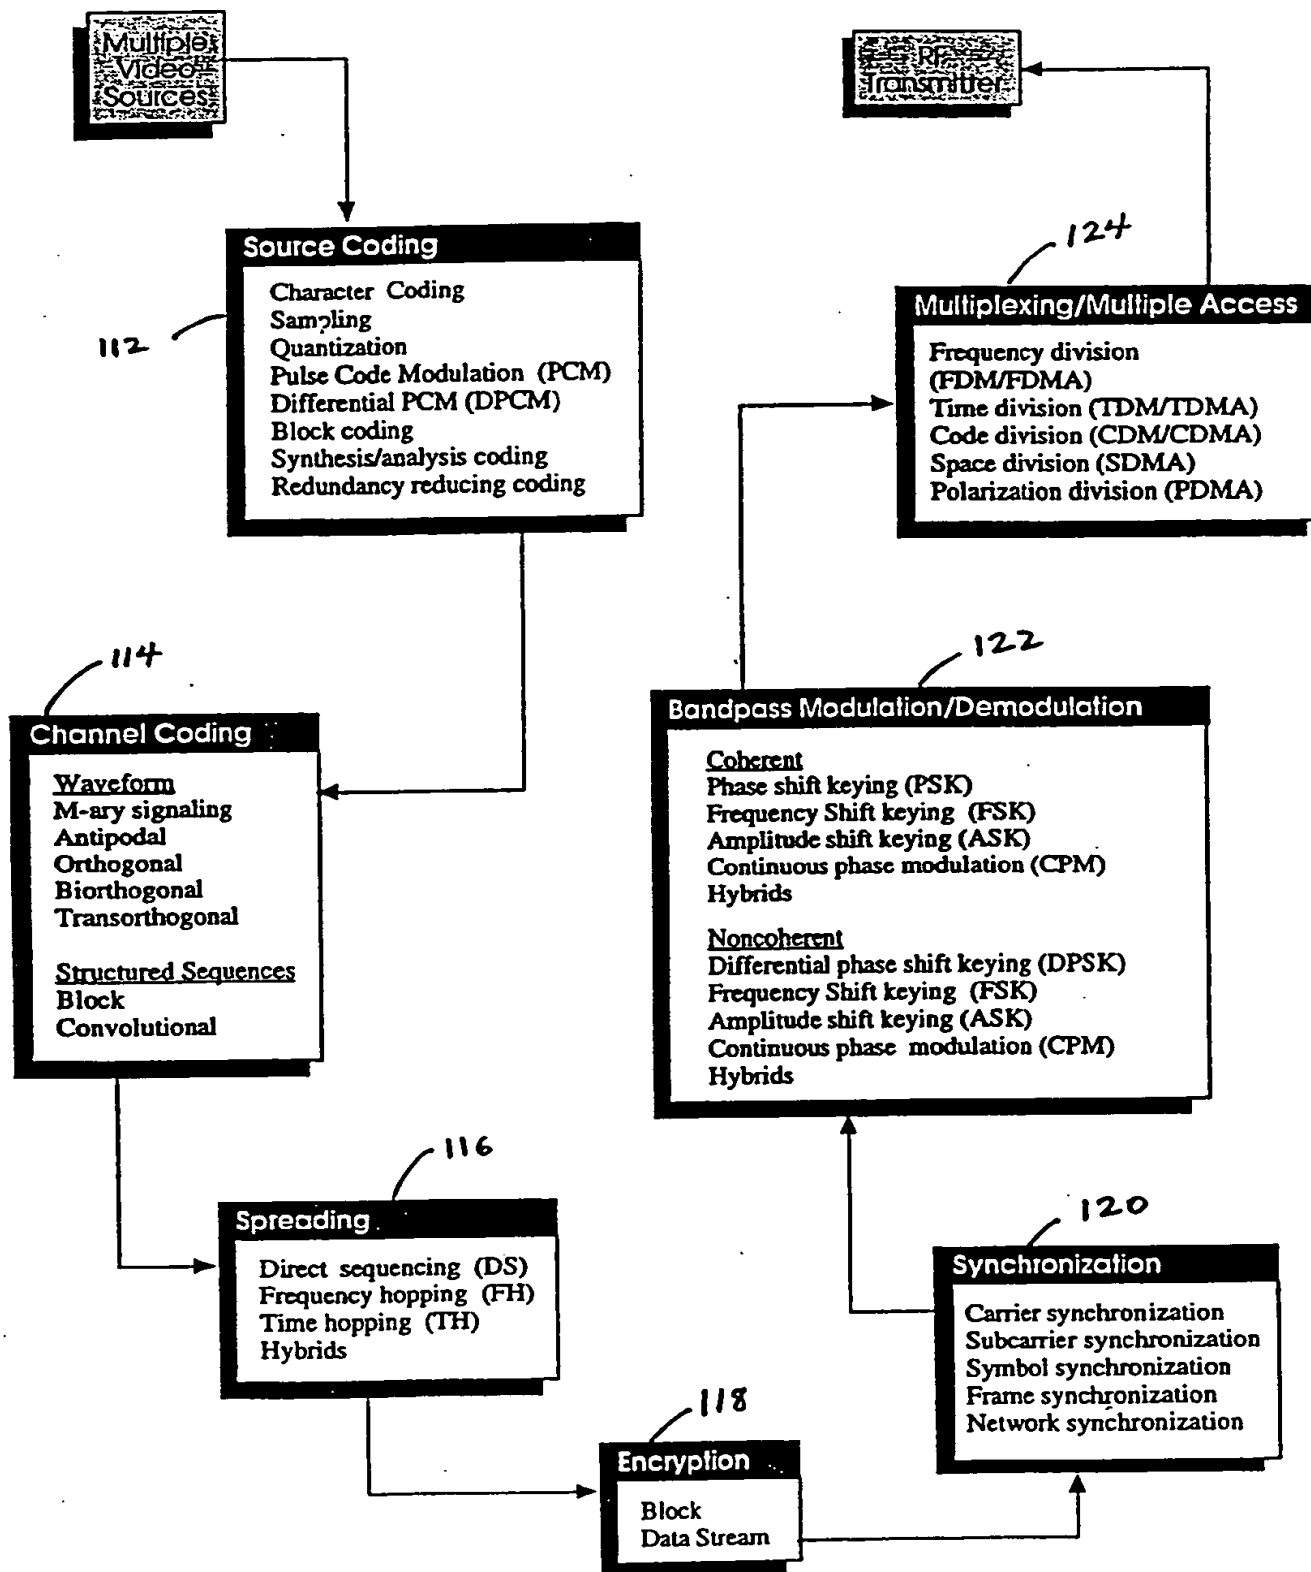 Multiple
Video
Sources
RF
Transmitter
124
Source Coding
Character Coding
Sampling
Quantization
Pulse Code Modulation (PCM)
Differential PCM (DPCM)
Block coding
Synthesis/analysis coding
Redundancy reducing coding
112
Multiplexing/Multiple Access
Frequency division
(FDM/FDMA)
Time division (TDM/TDMA)
Code division (CDM/CDMA)
Space division (SDMA)
Polarization division (PDMA)
114
Channel Coding
Waveform
M-ary signaling
Antipodal
Orthogonal
Biorthogonal
Transorthogonal
Structured Sequences
Block
Convolutional
122
Bandpass Modulation/Demodulation
Coherent
Phase shift keying (PSK)
Frequency Shift keying (FSK)
Amplitude shift keying (ASK)
Continuous phase modulation (CPM)
Hybrids
Noncoherent
Differential phase shift keying (DPSK)
Frequency Shift keying (FSK)
Amplitude shift keying (ASK)
Continuous phase modulation (CPM)
Hybrids
116
Spreading
Direct sequencing (DS)
Frequency hopping (FH)
Time hopping (TH)
Hybrids
120
Synchronization
Carrier synchronization
Subcarrier synchronization
Symbol synchronization
Frame synchronization
Network synchronization
118
Encryption
Block
Data Stream